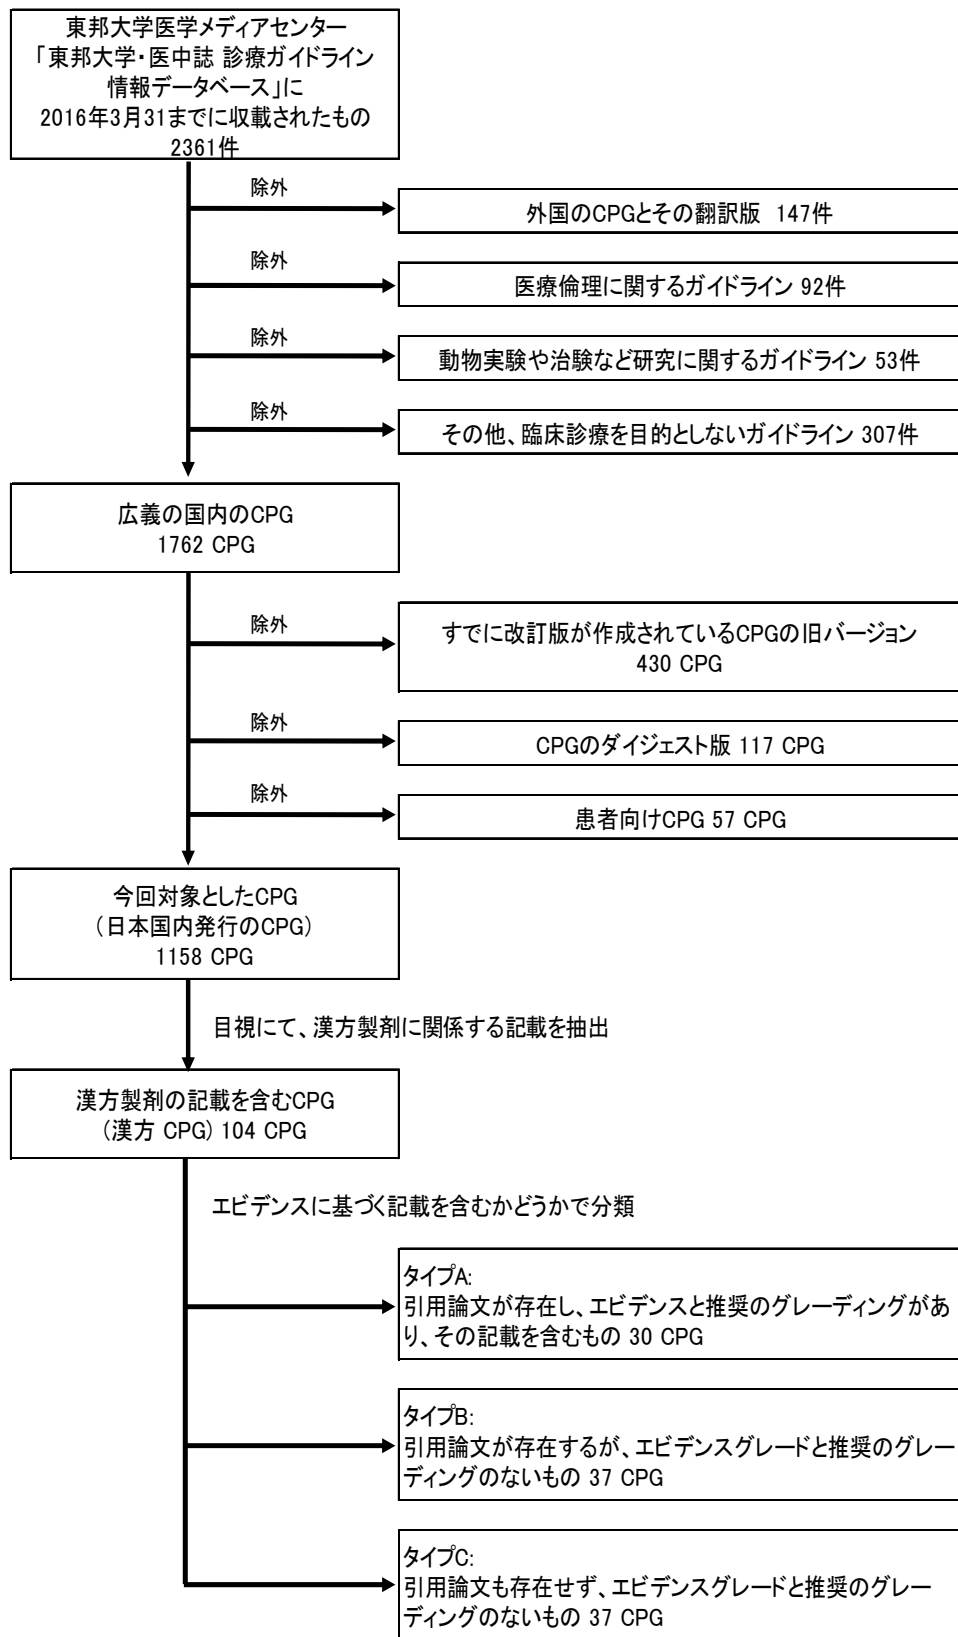 東邦大学医学メディアセンター
「東邦大学・医中誌 診療ガイドライン
情報データベース」に
2016年3月31までに収載されたもの
2361件
除外
外国のCPGとその翻訳版 147件
除外
医療倫理に関するガイドライン 92件
除外
動物実験や治験など研究に関するガイドライン 53件
除外
その他、臨床診療を目的としないガイドライン 307件
広義の国内のCPG
1762 CPG
除外
すでに改訂版が作成されているCPGの旧バージョン
430 CPG
除外
CPGのダイジェスト版 117 CPG
除外
患者向けCPG 57 CPG
今回対象としたCPG
(日本国内発行のCPG)
1158 CPG
目視にて、漢方製剤に関係する記載を抽出
漢方製剤の記載を含むCPG
(漢方 CPG) 104 CPG
エビデンスに基づく記載を含むかどうかで分類
タイプA:
引用論文が存在し、エビデンスと推奨のグレーディングがあ
り、その記載を含むもの 30 CPG
タイプB:
引用論文が存在するが、エビデンスグレードと推奨のグレー
ディングのないもの 37 CPG
タイプC:
引用論文も存在せず、エビデンスグレードと推奨のグレー
ディングのないもの 37 CPG